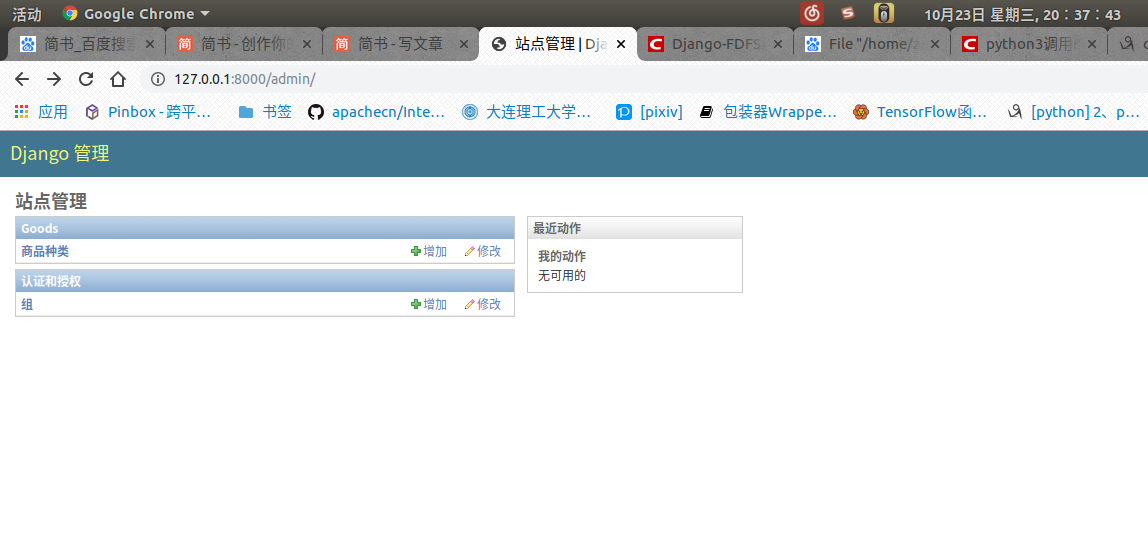 活动 Google Chrome 10月23日 星期三, 20∶37∶43
简书_百度搜索 简书 - 创作你的 简书 - 写文章 站点管理 | Dja Django-FDFS File "/home/z python3调用
127.0.0.1:8000/admin/
应用 Pinbox - 跨平… 书签 apachecn/Inte… 大连理工大学… [pixiv] 包装器Wrappe… TensorFlow函… [python] 2、p…
Django 管理
站点管理
Goods
商品种类 增加 修改
认证和授权
组 增加 修改
最近动作
我的动作
无可用的